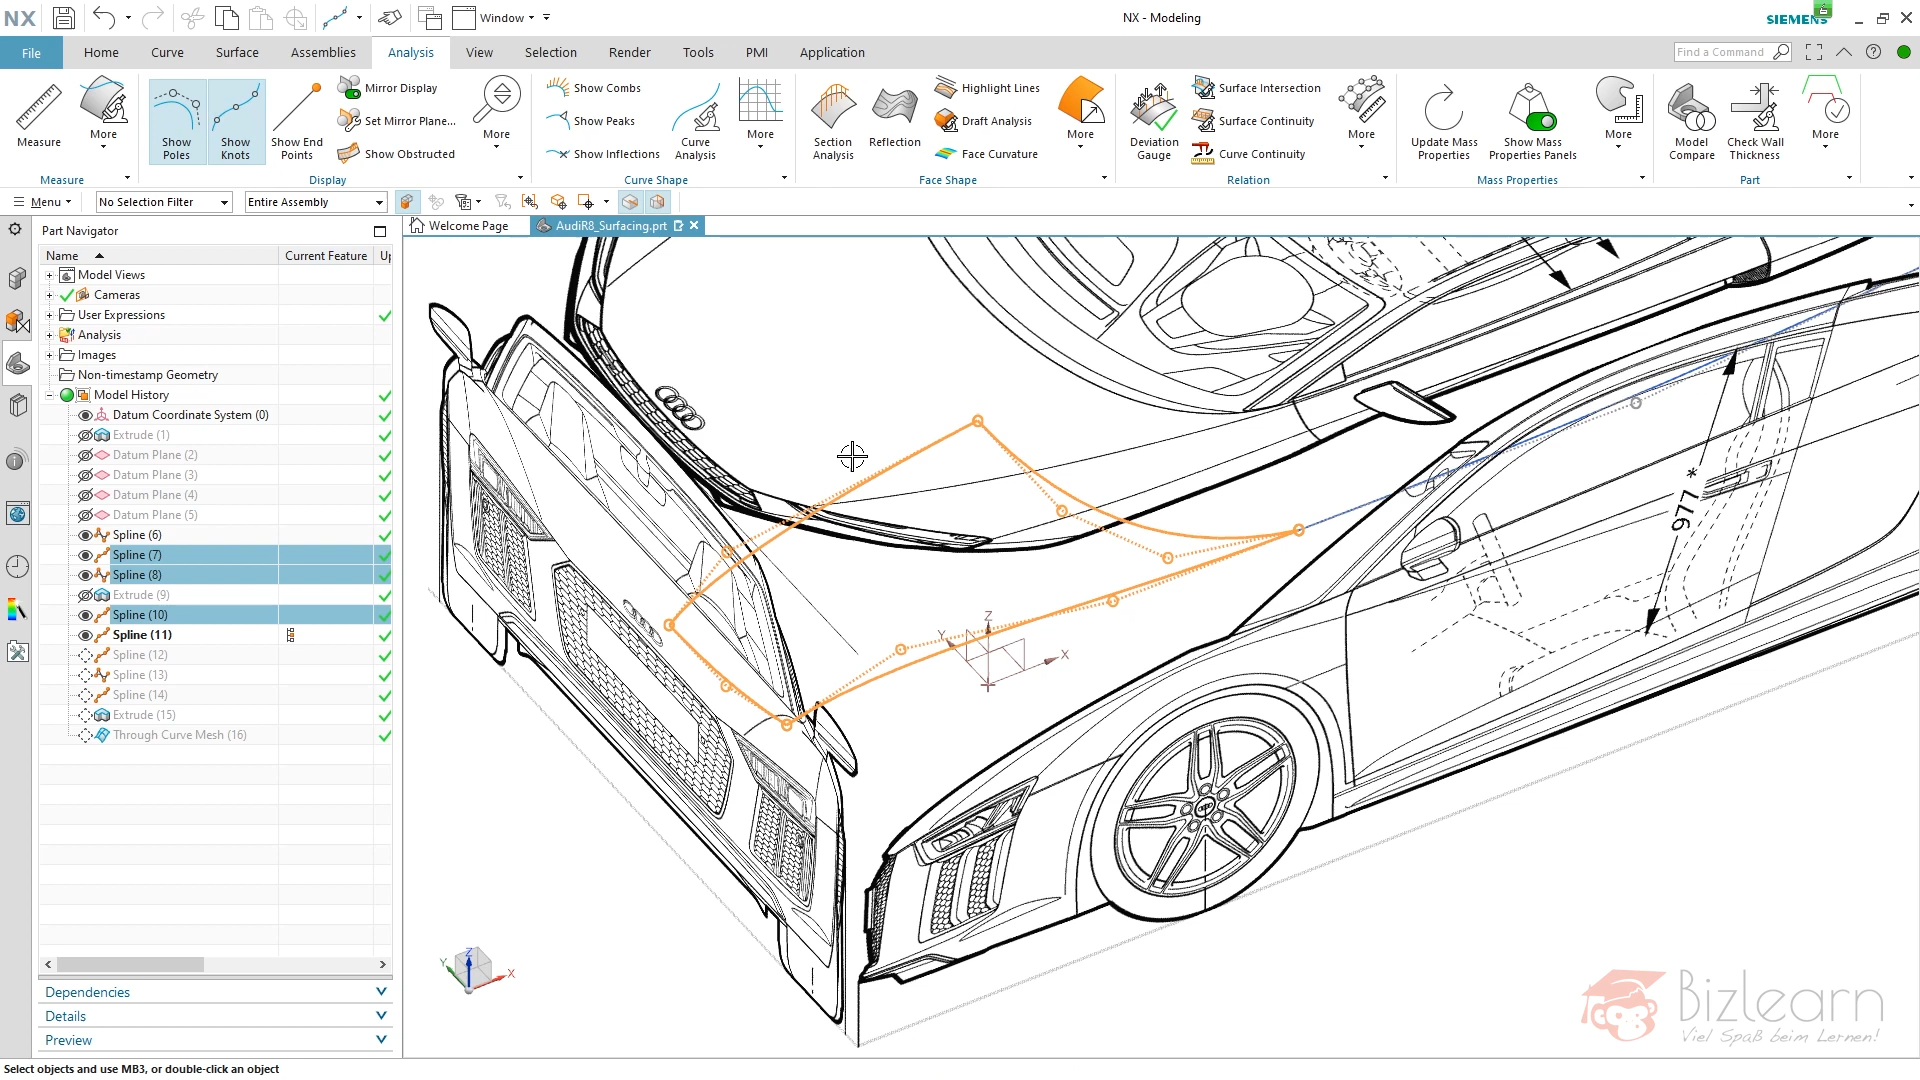 NX
Window
NX - Modeling
SIEMENS
File
Home
Curve
Surface
Assemblies
Analysis
View
Selection
Render
Tools
PMI
Application
Find a Command
Measure
More
Show Poles
Show Knots
Show End Points
Mirror Display
Set Mirror Plane...
Show Obstructed
More
Show Combs
Show Peaks
Show Inflections
Curve Analysis
More
Section Analysis
Reflection
Highlight Lines
Draft Analysis
Face Curvature
More
Deviation Gauge
Surface Intersection
Surface Continuity
Curve Continuity
More
Update Mass Properties
Show Mass Properties Panels
More
Model Compare
Check Wall Thickness
More
Measure
Display
Curve Shape
Face Shape
Relation
Mass Properties
Part
Menu
No Selection Filter
Entire Assembly
Part Navigator
Welcome Page
AudiR8_Surfacing.prt
Name
Current Feature
Up
Model Views
Cameras
User Expressions
Analysis
Images
Non-timestamp Geometry
Model History
Datum Coordinate System (0)
Extrude (1)
Datum Plane (2)
Datum Plane (3)
Datum Plane (4)
Datum Plane (5)
Spline (6)
Spline (7)
Spline (8)
Extrude (9)
Spline (10)
Spline (11)
Spline (12)
Spline (13)
Spline (14)
Extrude (15)
Through Curve Mesh (16)
977 *
Z
Y
X
Z
Y
X
Dependencies
Details
Preview
Bizlearn
Viel Spaß beim Lernen!
Select objects and use MB3, or double-click an object